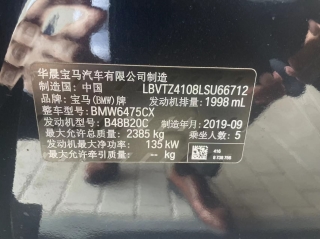 华晨宝马汽车有限公司制造
制造国：中国 LBVTZ4108LSU66712
品牌：宝马(BMW)牌 发动机排量：1998 mL
整车型号：BMW6475CX
发动机型号：B48B20C 制造年月：2019-09
最大允许总质量：2385 kg 乘坐人数：5
发动机最大净功率：135 kW
最大允许牵引质量：-- kg
416